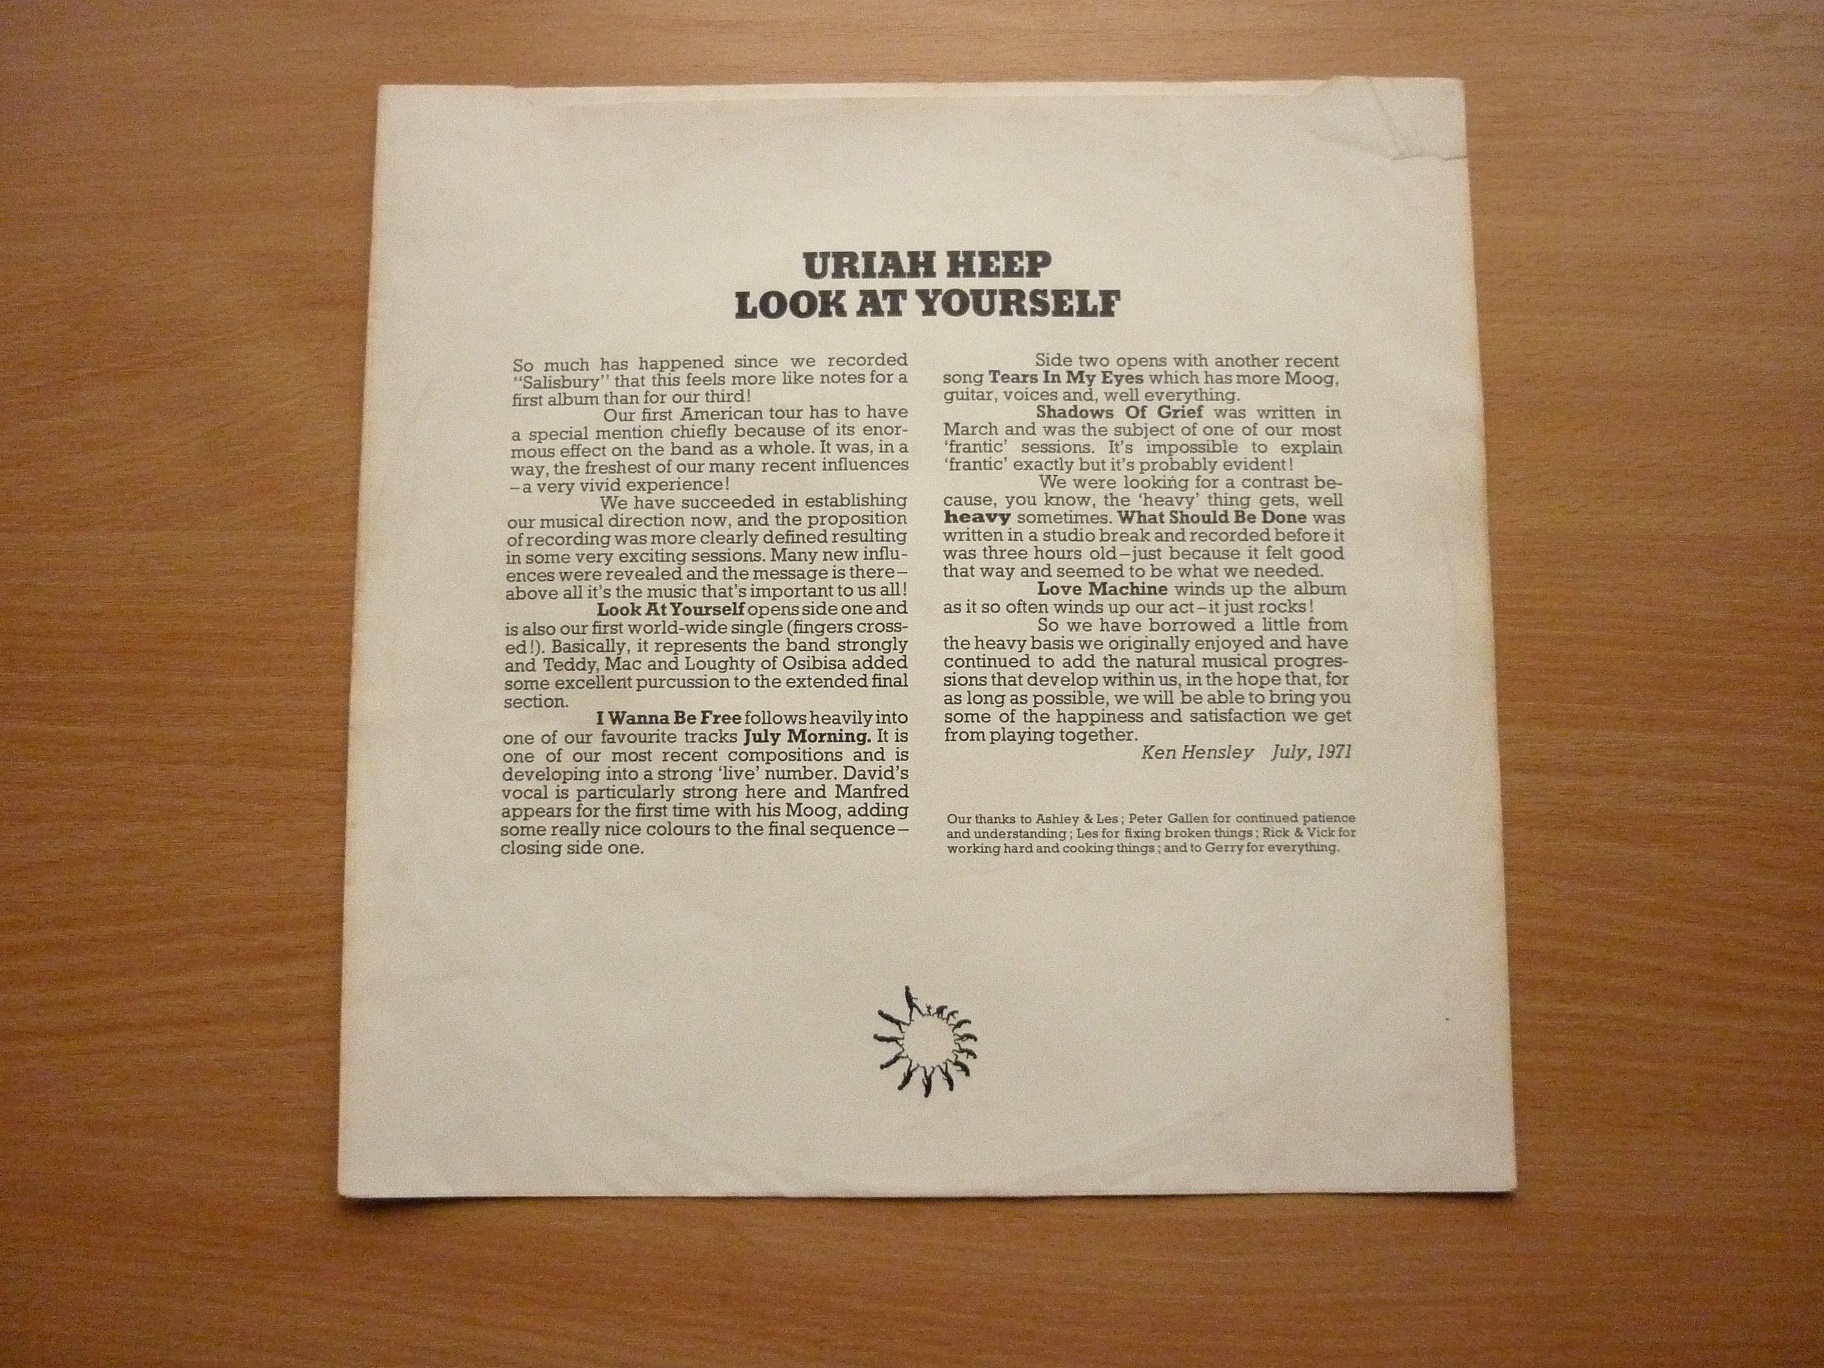 URIAH HEEP
LOOK AT YOURSELF
So much has happened since we recorded
"Salisbury" that this feels more like notes for a
first album than for our third!
Our first American tour has to have
a special mention chiefly because of its enor-
mous effect on the band as a whole. It was, in a
way, the freshest of our many recent influences
–a very vivid experience!
We have succeeded in establishing
our musical direction now, and the proposition
of recording was more clearly defined resulting
in some very exciting sessions. Many new influ-
ences were revealed and the message is there–
above all it's the music that's important to us all!
Look At Yourself opens side one and
is also our first world-wide single (fingers cross-
ed!). Basically, it represents the band strongly
and Teddy, Mac and Loughty of Osibisa added
some excellent purcussion to the extended final
section.
I Wanna Be Free follows heavily into
one of our favourite tracks July Morning. It is
one of our most recent compositions and is
developing into a strong 'live' number. David's
vocal is particularly strong here and Manfred
appears for the first time with his Moog, adding
some really nice colours to the final sequence–
closing side one.
Side two opens with another recent
song Tears In My Eyes which has more Moog,
guitar, voices and, well everything.
Shadows Of Grief was written in
March and was the subject of one of our most
'frantic' sessions. It's impossible to explain
'frantic' exactly but it's probably evident!
We were looking for a contrast be-
cause, you know, the 'heavy' thing gets, well
heavy sometimes. What Should Be Done was
written in a studio break and recorded before it
was three hours old–just because it felt good
that way and seemed to be what we needed.
Love Machine winds up the album
as it so often winds up our act–it just rocks!
So we have borrowed a little from
the heavy basis we originally enjoyed and have
continued to add the natural musical progres-
sions that develop within us, in the hope that, for
as long as possible, we will be able to bring you
some of the happiness and satisfaction we get
from playing together.
Ken Hensley July, 1971
Our thanks to Ashley & Les; Peter Gallen for continued patience
and understanding; Les for fixing broken things; Rick & Vick for
working hard and cooking things; and to Gerry for everything.